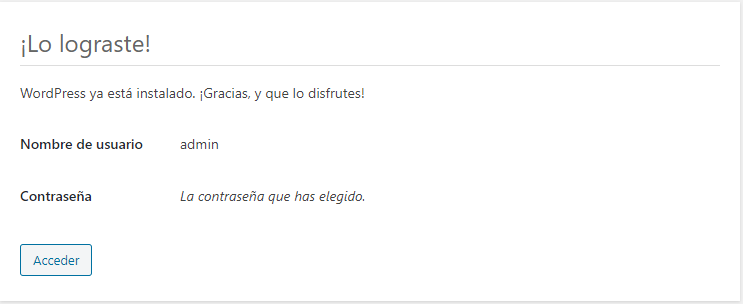 ¡Lo lograste!
WordPress ya está instalado. ¡Gracias, y que lo disfrutes!
Nombre de usuario admin
Contraseña La contraseña que has elegido.
Acceder